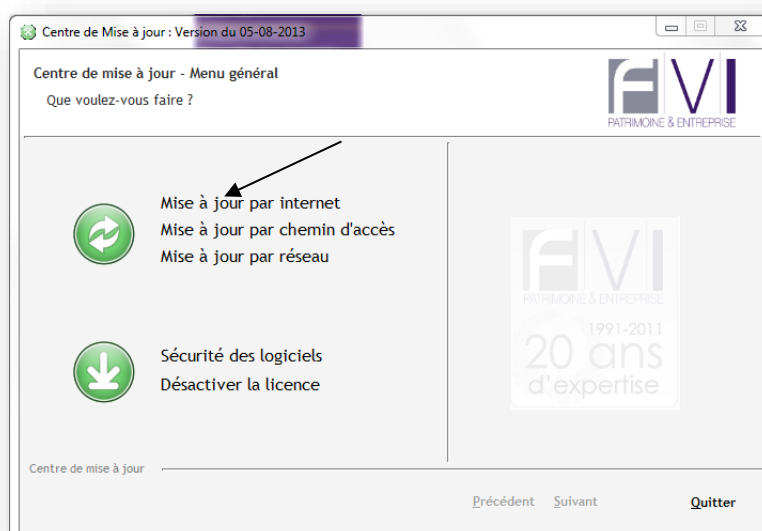 Centre de Mise à jour : Version du 05-08-2013
Centre de mise à jour - Menu général
Que voulez-vous faire ?
FVI
PATRIMOINE & ENTREPRISE
Mise à jour par internet
Mise à jour par chemin d'accès
Mise à jour par réseau
FVI
PATRIMOINE & ENTREPRISE
1991-2011
20 ans
d'expertise
Sécurité des logiciels
Désactiver la licence
Centre de mise à jour
Précédent Suivant Quitter